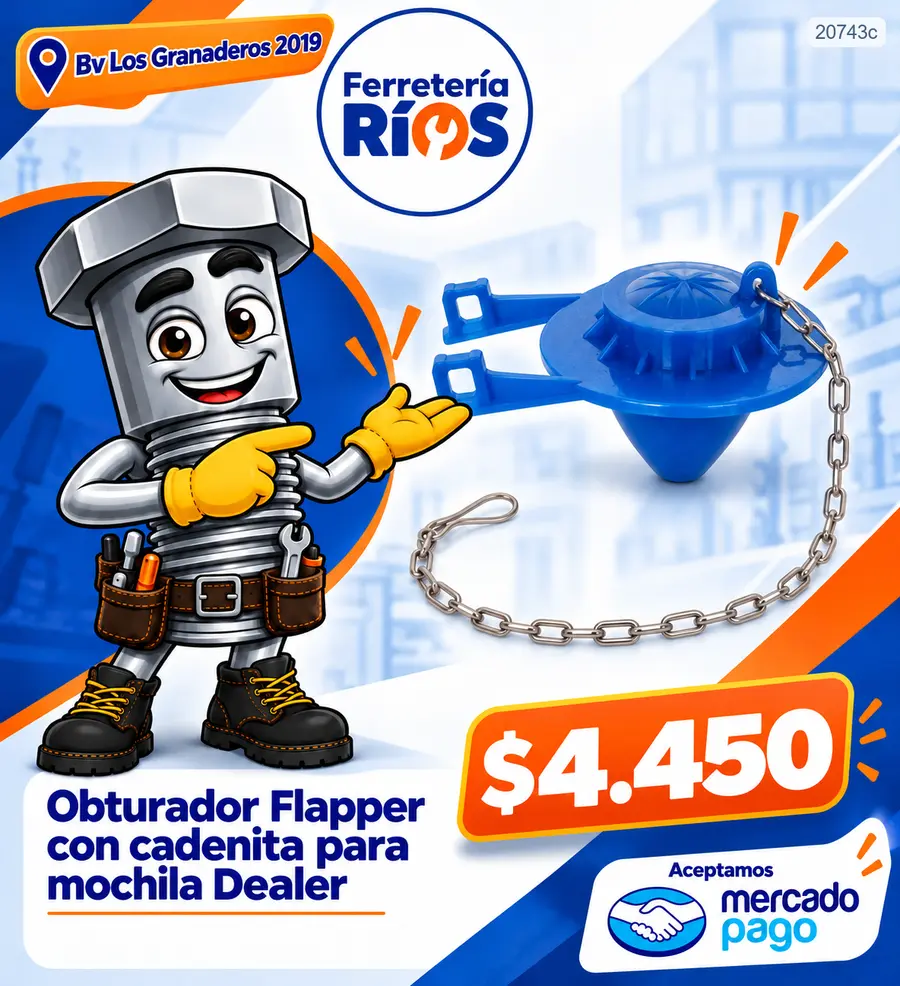 Bv Los Granaderos 2019
20743c
Ferretería
Ríos
$4.450
Obturador Flapper
con cadenita para
mochila Dealer
Aceptamos
mercado
pago